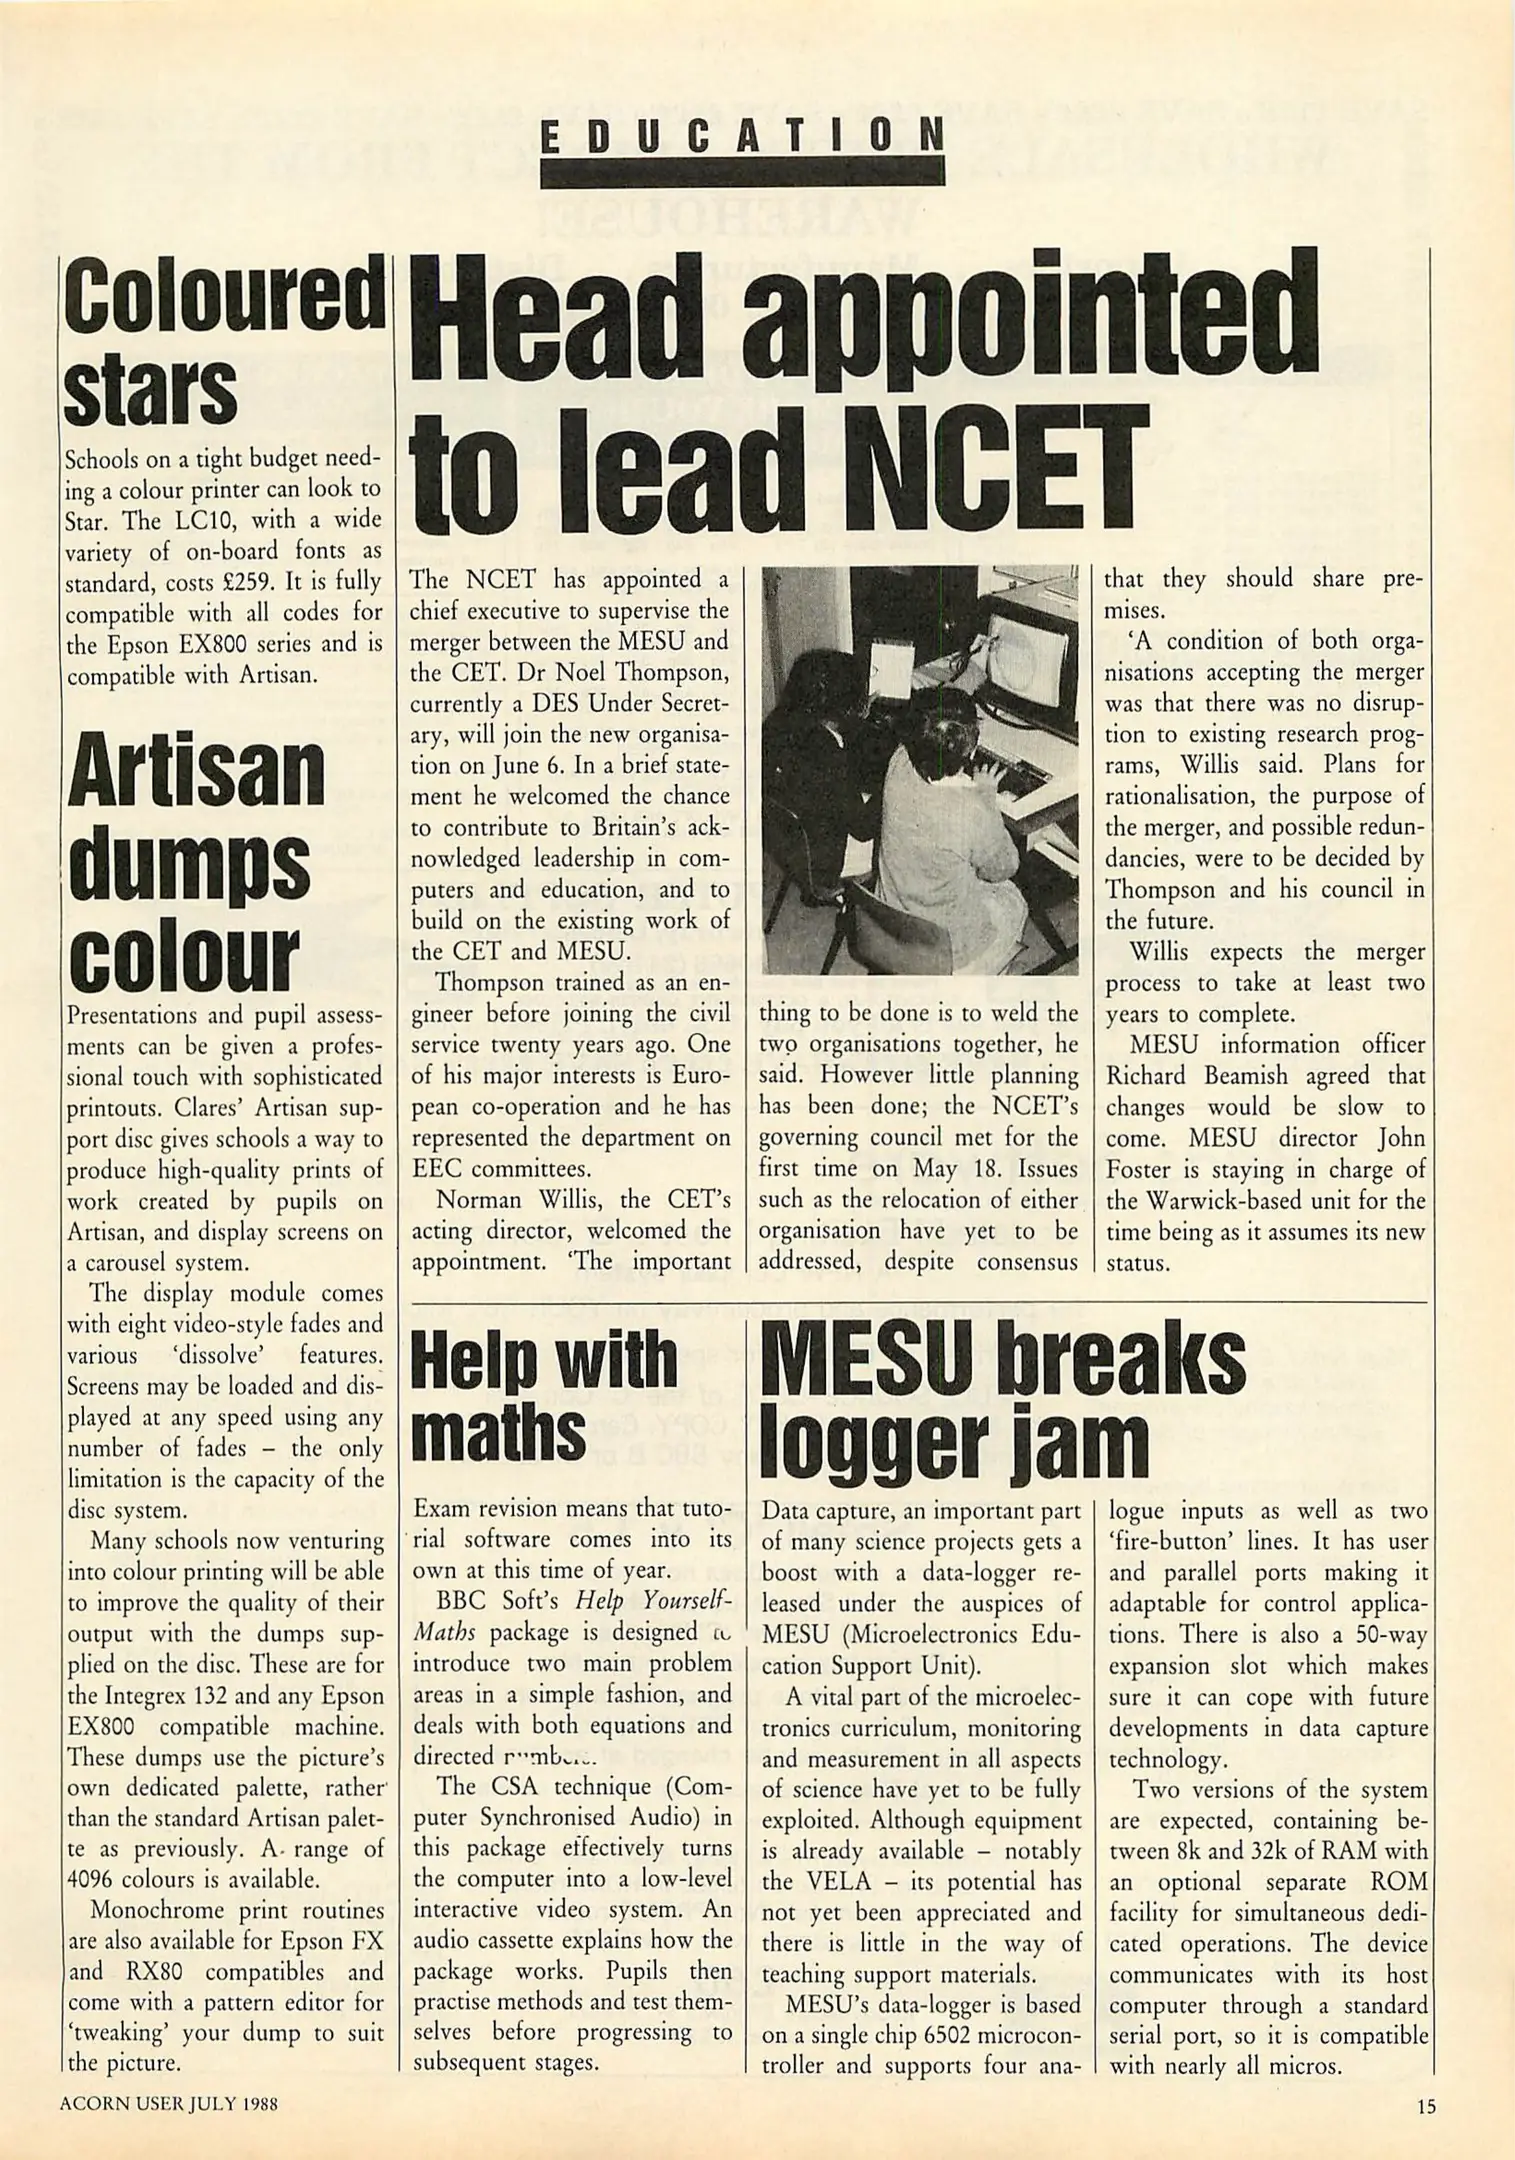 EDUCATION
Coloured
stars
Schools on a tight budget need-
ing a colour printer can look to
Star. The LC10, with a wide
variety of on-board fonts as
standard, costs £259. It is fully
compatible with all codes for
the Epson EX800 series and is
compatible with Artisan.
Artisan
dumps
colour
Presentations and pupil assess-
ments can be given a profes-
sional touch with sophisticated
printouts. Clares' Artisan sup-
port disc gives schools a way to
produce high-quality prints of
work created by pupils on
Artisan, and display screens on
a carousel system.
The display module comes
with eight video-style fades and
various 'dissolve' features.
Screens may be loaded and dis-
played at any speed using any
number of fades – the only
limitation is the capacity of the
disc system.
Many schools now venturing
into colour printing will be able
to improve the quality of their
output with the dumps sup-
plied on the disc. These are for
the Integrex 132 and any Epson
EX800 compatible machine.
These dumps use the picture's
own dedicated palette, rather
than the standard Artisan palet-
te as previously. A range of
4096 colours is available.
Monochrome print routines
are also available for Epson FX
and RX80 compatibles and
come with a pattern editor for
'tweaking' your dump to suit
the picture.
Head appointed
to lead NCET
The NCET has appointed a
chief executive to supervise the
merger between the MESU and
the CET. Dr Noel Thompson,
currently a DES Under Secret-
ary, will join the new organisa-
tion on June 6. In a brief state-
ment he welcomed the chance
to contribute to Britain's ack-
nowledged leadership in com-
puters and education, and to
build on the existing work of
the CET and MESU.
Thompson trained as an en-
gineer before joining the civil
service twenty years ago. One
of his major interests is Euro-
pean co-operation and he has
represented the department on
EEC committees.
Norman Willis, the CET's
acting director, welcomed the
appointment. 'The important
thing to be done is to weld the
two organisations together, he
said. However little planning
has been done; the NCET's
governing council met for the
first time on May 18. Issues
such as the relocation of either
organisation have yet to be
addressed, despite consensus
that they should share pre-
mises.
'A condition of both orga-
nisations accepting the merger
was that there was no disrup-
tion to existing research prog-
rams, Willis said. Plans for
rationalisation, the purpose of
the merger, and possible redun-
dancies, were to be decided by
Thompson and his council in
the future.
Willis expects the merger
process to take at least two
years to complete.
MESU information officer
Richard Beamish agreed that
changes would be slow to
come. MESU director John
Foster is staying in charge of
the Warwick-based unit for the
time being as it assumes its new
status.
Help with
maths
Exam revision means that tuto-
rial software comes into its
own at this time of year.
BBC Soft's Help Yourself-
Maths package is designed
introduce two main problem
areas in a simple fashion, and
deals with both equations and
directed
The CSA technique (Com-
puter Synchronised Audio) in
this package effectively turns
the computer into a low-level
interactive video system. An
audio cassette explains how the
package works. Pupils then
practise methods and test them-
selves before progressing to
subsequent stages.
MESU breaks
logger jam
Data capture, an important part
of many science projects gets a
boost with a data-logger re-
leased under the auspices of
MESU (Microelectronics Edu-
cation Support Unit).
A vital part of the microelec-
tronics curriculum, monitoring
and measurement in all aspects
of science have yet to be fully
exploited. Although equipment
is already available – notably
the VELA – its potential has
not yet been appreciated and
there is little in the way of
teaching support materials.
MESU's data-logger is based
on a single chip 6502 microcon-
troller and supports four ana-
logue inputs as well as two
'fire-button' lines. It has user
and parallel ports making it
adaptable for control applica-
tions. There is also a 50-way
expansion slot which makes
sure it can cope with future
developments in data capture
technology.
Two versions of the system
are expected, containing be-
tween 8k and 32k of RAM with
an optional separate ROM
facility for simultaneous dedi-
cated operations. The device
communicates with its host
computer through a standard
serial port, so it is compatible
with nearly all micros.
ACORN USER JULY 1988
15